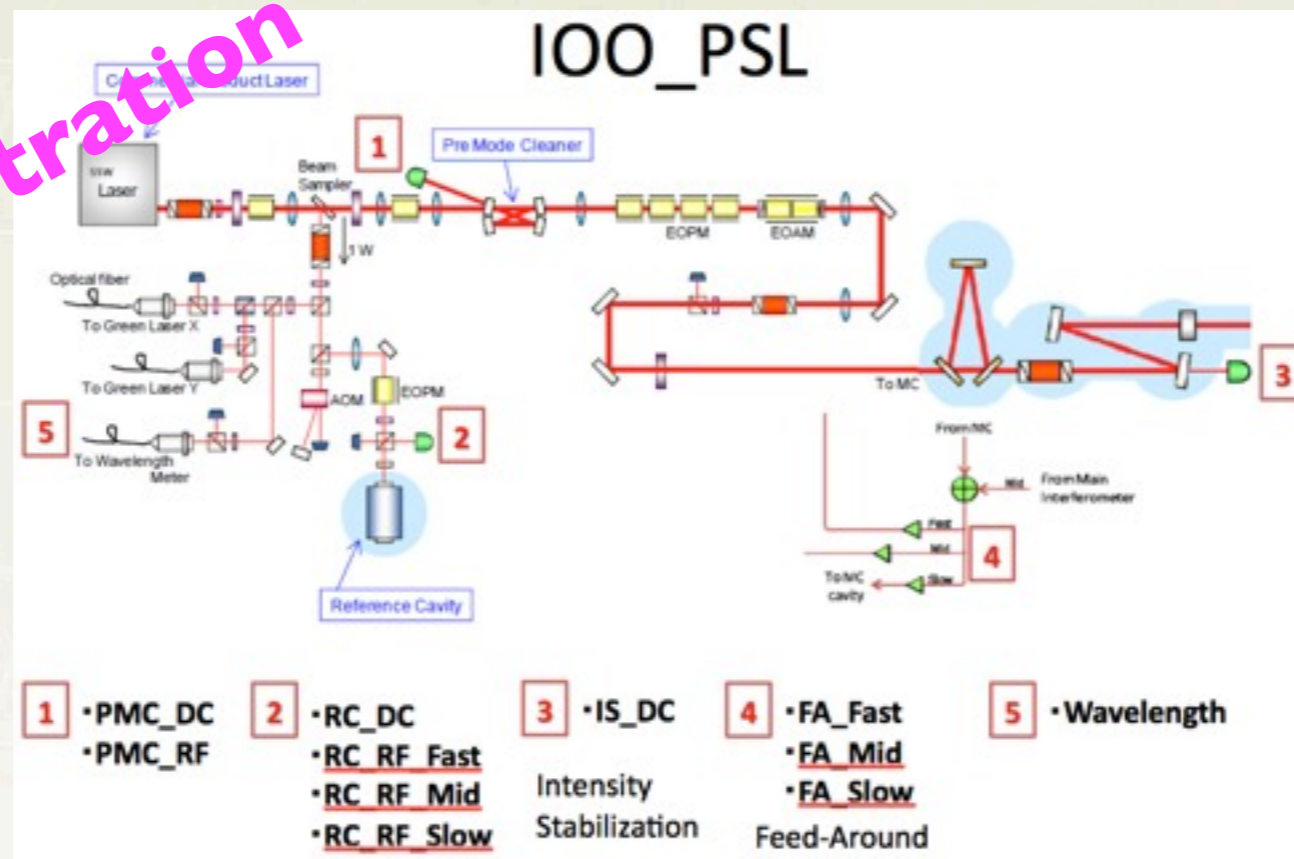 IOO_PSL
tration
55W
Laser
Beam
Sampler
1
Pre Mode Cleaner
1 W
EOPM
EOAM
Optical fiber
To Green Laser X
To Green Laser Y
AOM
EOPM
5
To Wavelength
Meter
2
Reference Cavity
To MC
3
From MC
Mid
From Main
Interferometer
Fast
Mid
4
Slow
To MC
cavity
1
・PMC_DC
・PMC_RF
2
・RC_DC
・RC_RF_Fast
・RC_RF_Mid
・RC_RF_Slow
3
・IS_DC
Intensity
Stabilization
4
・FA_Fast
・FA_Mid
・FA_Slow
Feed-Around
5
・Wavelength